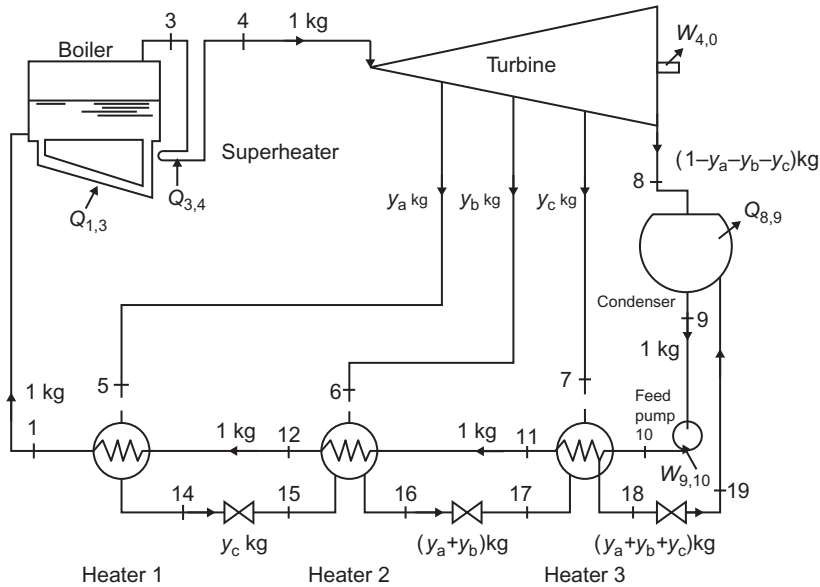 3
4
1 kg
Boiler
Turbine
W4,0
Superheater
Q1,3
Q3,4
ya kg
yb kg
yc kg
8
(1–ya–yb–yc)kg
Q8,9
Condenser
9
1 kg
5
6
7
Feed
pump
1 kg
1
1 kg
12
1 kg
11
10
W9,10
14
15
16
17
18
19
yc kg
(ya+yb)kg
(ya+yb+yc)kg
Heater 1
Heater 2
Heater 3